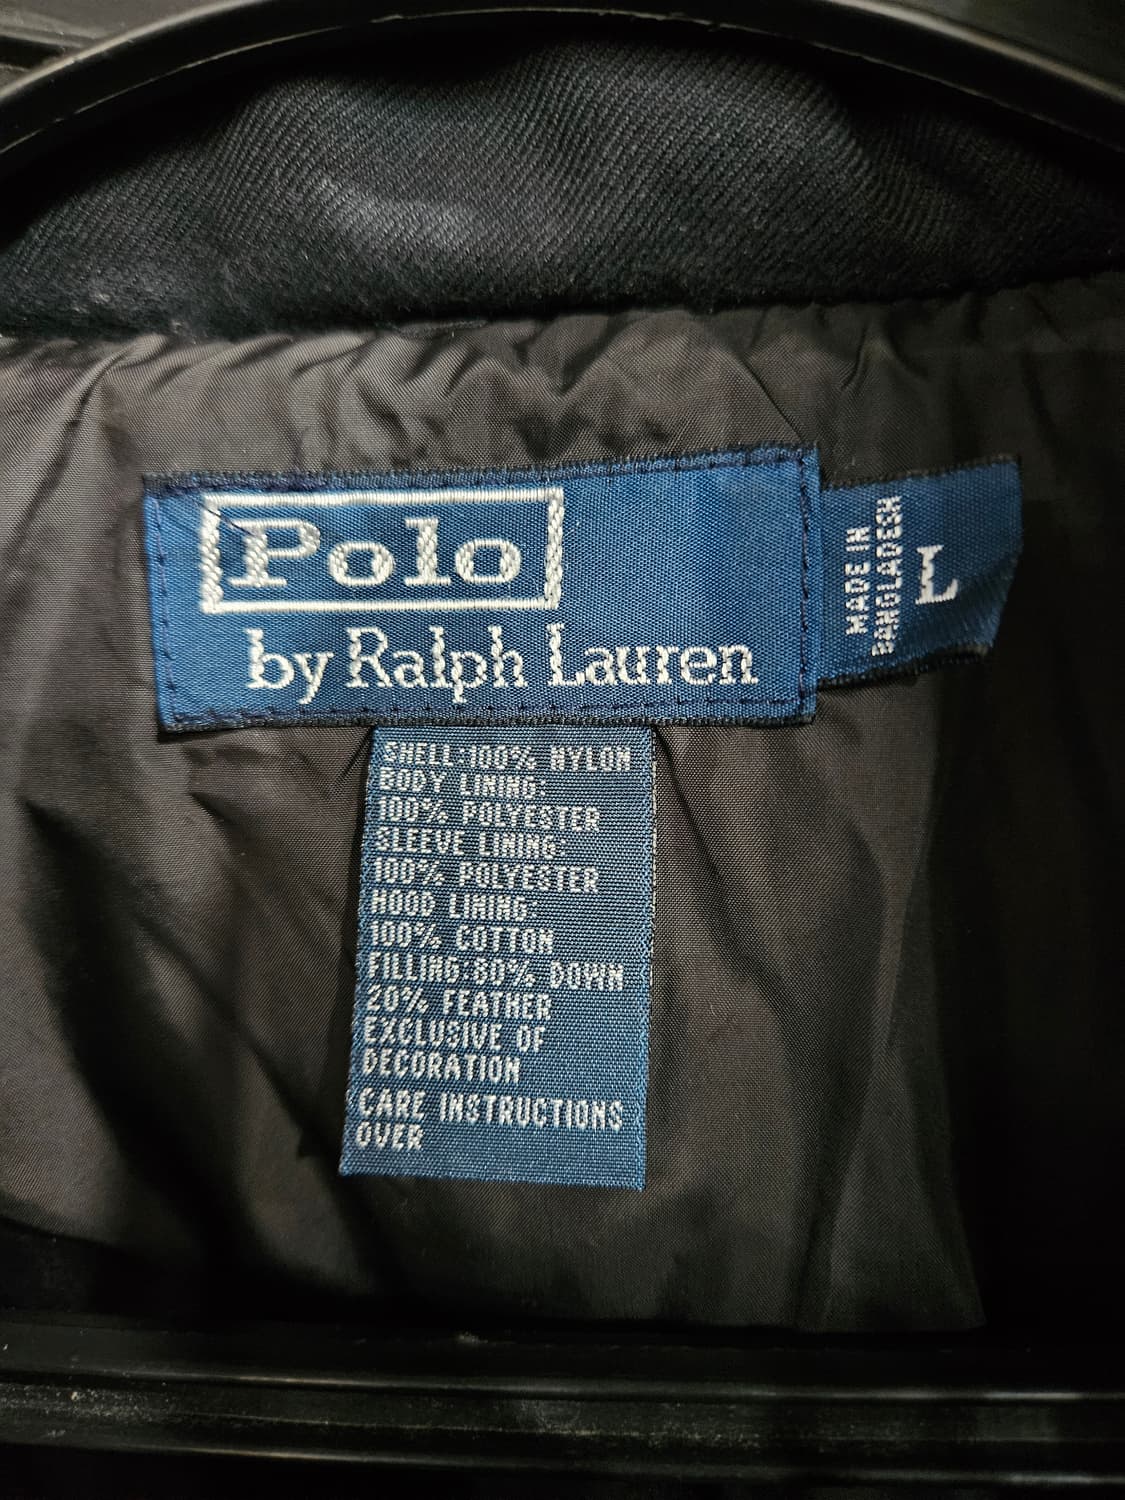 Polo
by Ralph Lauren
MADE IN
BANGLADESH
L
SHELL:100% NYLON
BODY LINING:
100% POLYESTER
SLEEVE LINING:
100% POLYESTER
HOOD LINING:
100% COTTON
FILLING:80% DOWN
20% FEATHER
EXCLUSIVE OF
DECORATION
CARE INSTRUCTIONS
OVER